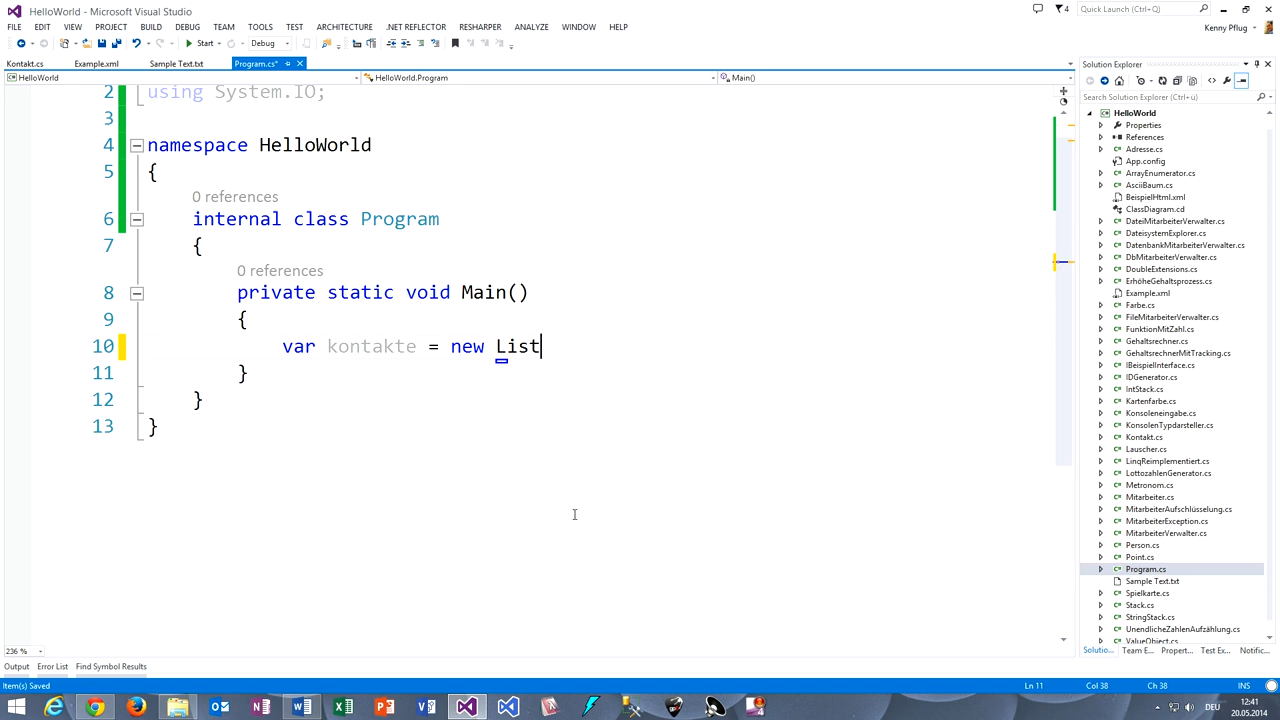 HelloWorld - Microsoft Visual Studio
4
Quick Launch (Ctrl+Q)
FILE EDIT VIEW PROJECT BUILD DEBUG TEAM TOOLS TEST ARCHITECTURE .NET REFLECTOR RESHARPER ANALYZE WINDOW HELP
Kenny Pflug
Start Debug
Kontakt.cs Example.xml Sample Text.txt Program.cs*
HelloWorld HelloWorld.Program Main()
2 using System.IO;
3
4 namespace HelloWorld
5 {
0 references
6 internal class Program
7 {
0 references
8 private static void Main()
9 {
10 var kontakte = new List
11 }
12 }
13 }
236 %
Output Error List Find Symbol Results
Item(s) Saved
Ln 11 Col 38 Ch 38 INS
Solution Explorer
Search Solution Explorer (Ctrl+ü)
HelloWorld
Properties
References
Adresse.cs
App.config
ArrayEnumerator.cs
AsciiBaum.cs
BeispielHtml.xml
ClassDiagram.cd
DateiMitarbeiterVerwalter.cs
DateisystemExplorer.cs
DatenbankMitarbeiterVerwalter.cs
DbMitarbeiterVerwalter.cs
DoubleExtensions.cs
ErhöheGehaltsprozess.cs
Example.xml
Farbe.cs
FileMitarbeiterVerwalter.cs
FunktionMitZahl.cs
Gehaltsrechner.cs
GehaltsrechnerMitTracking.cs
IBeispielInterface.cs
IDGenerator.cs
IntStack.cs
Kartenfarbe.cs
Konsoleneingabe.cs
KonsolenTypdarsteller.cs
Kontakt.cs
Lauscher.cs
LinqReimplementiert.cs
LottozahlenGenerator.cs
Metronom.cs
Mitarbeiter.cs
MitarbeiterAufschlüsselung.cs
MitarbeiterException.cs
MitarbeiterVerwalter.cs
Person.cs
Point.cs
Program.cs
Sample Text.txt
Spielkarte.cs
Stack.cs
StringStack.cs
UnendlicheZahlenAufzählung.cs
ValueObject.cs
Solutio... Team E... Propert... Test Ex... Notific...
DEU
12:41
20.05.2014